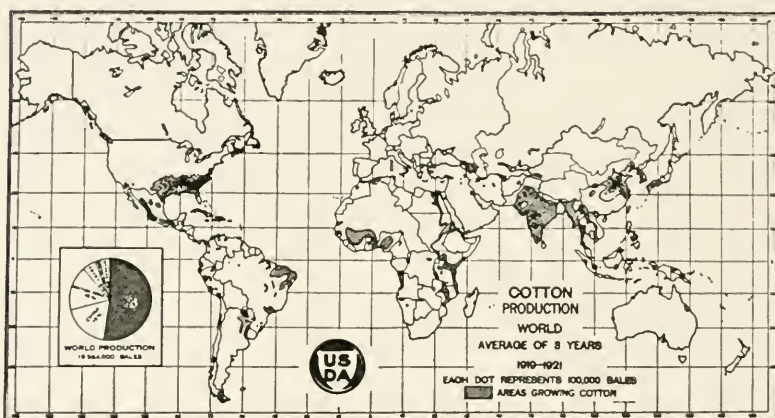 COTTON
PRODUCTION
WORLD
AVERAGE OF 3 YEARS
1919-1921
EACH DOT REPRESENTS 100,000 BALES
AREAS GROWING COTTON
WORLD PRODUCTION
BALES
US
DA